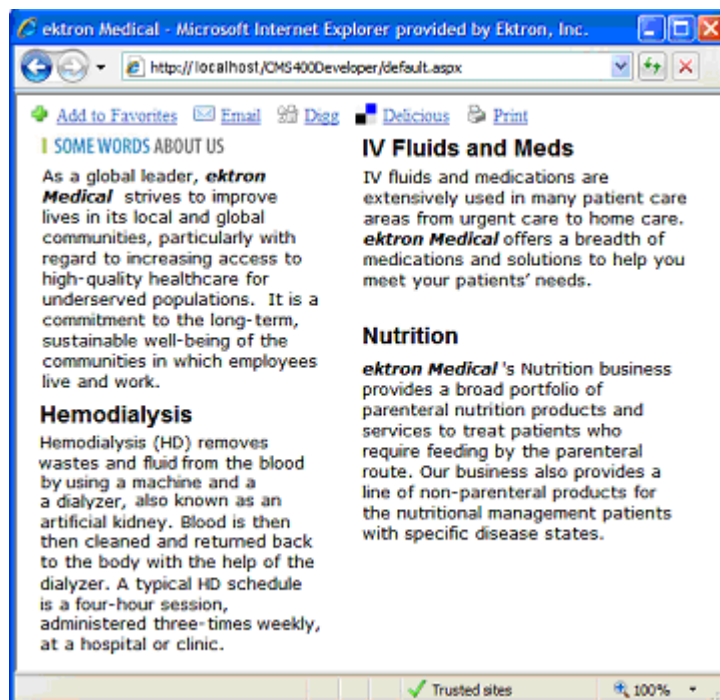 ektron Medical - Microsoft Internet Explorer provided by Ektron, Inc.
http://localhost/CMS400Developer/default.aspx
Add to Favorites Email Digg Delicious Print
SOME WORDS ABOUT US
As a global leader, ektron
Medical strives to improve
lives in its local and global
communities, particularly with
regard to increasing access to
high-quality healthcare for
underserved populations. It is a
commitment to the long-term,
sustainable well-being of the
communities in which employees
live and work.
Hemodialysis
Hemodialysis (HD) removes
wastes and fluid from the blood
by using a machine and a
a dialyzer, also known as an
artificial kidney. Blood is then
then cleaned and returned back
to the body with the help of the
dialyzer. A typical HD schedule
is a four-hour session,
administered three-times weekly,
at a hospital or clinic.
IV Fluids and Meds
IV fluids and medications are
extensively used in many patient care
areas from urgent care to home care.
ektron Medical offers a breadth of
medications and solutions to help you
meet your patients' needs.
Nutrition
ektron Medical 's Nutrition business
provides a broad portfolio of
parenteral nutrition products and
services to treat patients who
require feeding by the parenteral
route. Our business also provides a
line of non-parenteral products for
the nutritional management patients
with specific disease states.
Trusted sites 100%